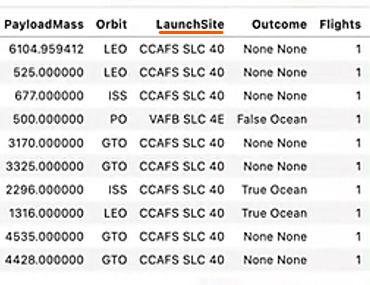 PayloadMass Orbit LaunchSite Outcome Flights
6104.959412 LEO CCAFS SLC 40 None None 1
525.000000 LEO CCAFS SLC 40 None None 1
677.000000 ISS CCAFS SLC 40 None None 1
500.000000 PO VAFB SLC 4E False Ocean 1
3170.000000 GTO CCAFS SLC 40 None None 1
3325.000000 GTO CCAFS SLC 40 None None 1
2296.000000 ISS CCAFS SLC 40 True Ocean 1
1316.000000 LEO CCAFS SLC 40 True Ocean 1
4535.000000 GTO CCAFS SLC 40 None None 1
4428.000000 GTO CCAFS SLC 40 None None 1